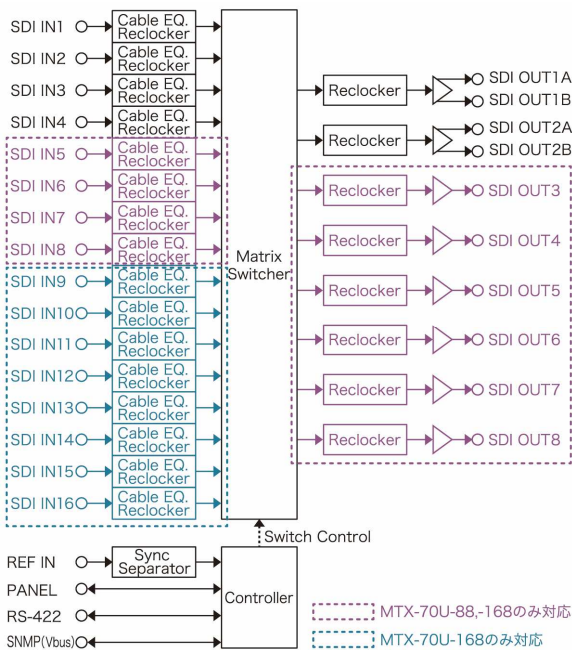 SDI IN1
Cable EQ.
Reclocker
SDI IN2
Cable EQ.
Reclocker
SDI IN3
Cable EQ.
Reclocker
SDI IN4
Cable EQ.
Reclocker
SDI IN5
Cable EQ.
Reclocker
SDI IN6
Cable EQ.
Reclocker
SDI IN7
Cable EQ.
Reclocker
SDI IN8
Cable EQ.
Reclocker
SDI IN9
Cable EQ.
Reclocker
SDI IN10
Cable EQ.
Reclocker
SDI IN11
Cable EQ.
Reclocker
SDI IN12
Cable EQ.
Reclocker
SDI IN13
Cable EQ.
Reclocker
SDI IN14
Cable EQ.
Reclocker
SDI IN15
Cable EQ.
Reclocker
SDI IN16
Cable EQ.
Reclocker
Matrix
Switcher
Reclocker
SDI OUT1A
SDI OUT1B
Reclocker
SDI OUT2A
SDI OUT2B
Reclocker
SDI OUT3
Reclocker
SDI OUT4
Reclocker
SDI OUT5
Reclocker
SDI OUT6
Reclocker
SDI OUT7
Reclocker
SDI OUT8
Switch Control
REF IN
Sync
Separator
PANEL
RS-422
SNMP(Vbus)
Controller
MTX-70U-88,-168のみ対応
MTX-70U-168のみ対応